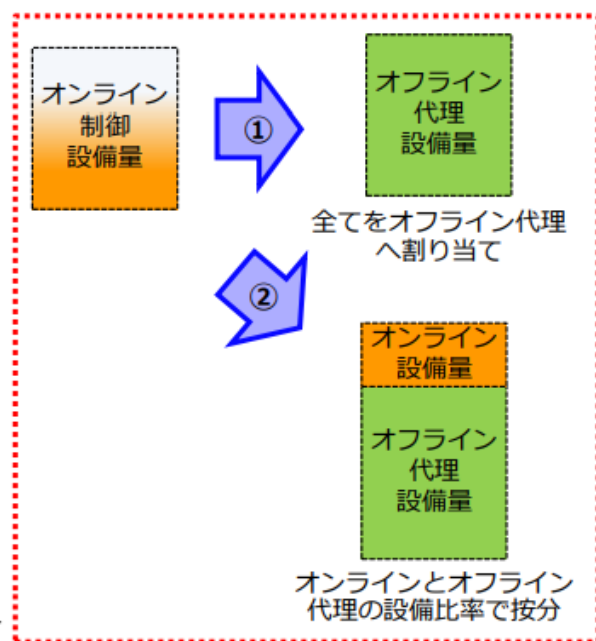 オンライン
制御
設備量
①
オフライン
代理
設備量
全てをオフライン代理
へ割り当て
②
オンライン
設備量
オフライン
代理
設備量
オンラインとオフライン
代理の設備比率で按分